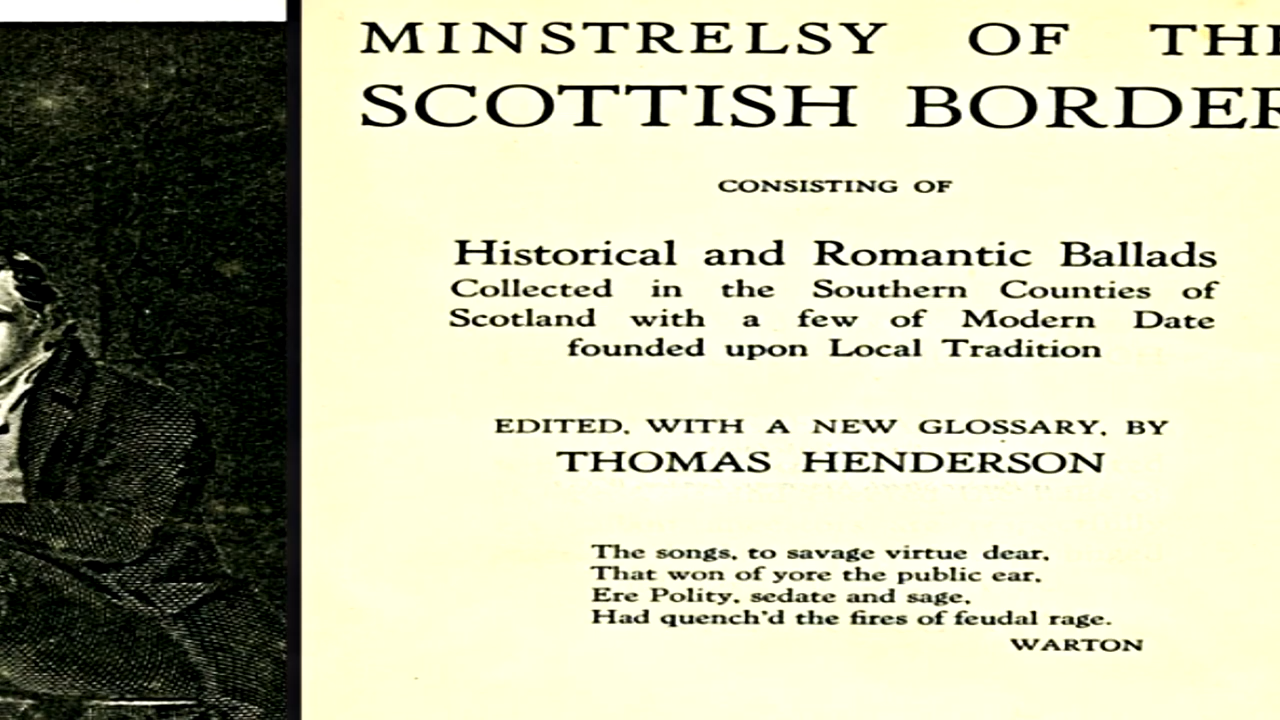 MINSTRELSY OF THE
SCOTTISH BORDER
CONSISTING OF
Historical and Romantic Ballads
Collected in the Southern Counties of
Scotland with a few of Modern Date
founded upon Local Tradition
EDITED, WITH A NEW GLOSSARY, BY
THOMAS HENDERSON
The songs, to savage virtue dear,
That won of yore the public ear,
Ere Polity, sedate and sage,
Had quench'd the fires of feudal rage.
WARTON